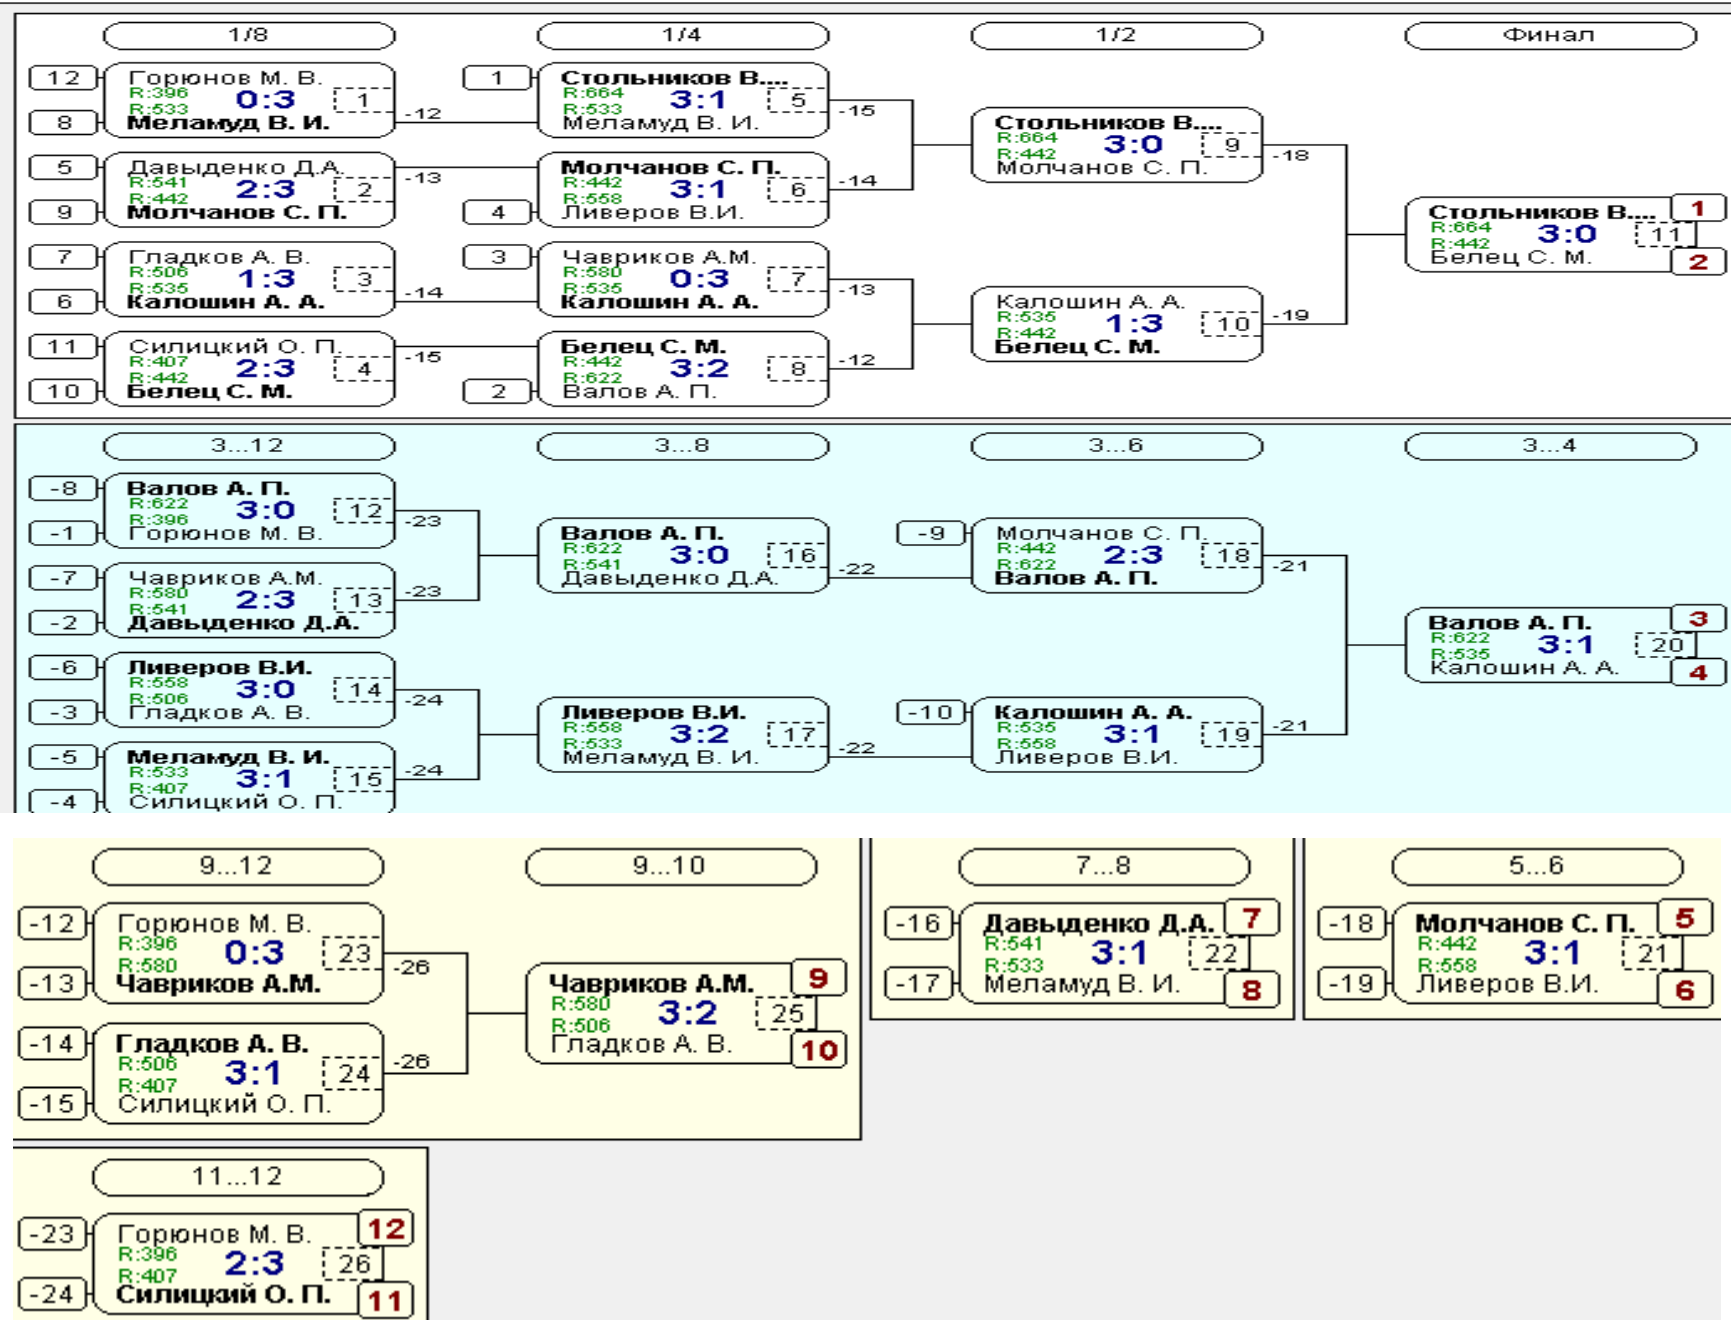 1/8
1/4
1/2
Финал
12 Горюнов М. В.
R:396
R:533
0:3
1
8 Меламуд В. И.
-12
5 Давыденко Д.А.
R:541
R:442
2:3
2
9 Молчанов С. П.
-13
7 Гладков А. В.
R:506
R:535
1:3
3
6 Калошин А. А.
-14
11 Силицкий О. П.
R:407
R:442
2:3
4
10 Белец С. М.
-15
1 Стольников В....
R:664
R:533
3:1
5
Меламуд В. И.
-15
Молчанов С. П.
R:442
R:558
3:1
6
4 Ливеров В.И.
-14
3 Чавриков А.М.
R:580
R:535
0:3
7
Калошин А. А.
-13
Белец С. М.
R:442
R:622
3:2
8
2 Валов А. П.
-12
Стольников В....
R:664
R:442
3:0
9
Молчанов С. П.
-18
Калошин А. А.
R:535
R:442
1:3
10
Белец С. М.
-19
Стольников В.... 1
R:664
R:442
3:0
11
Белец С. М. 2
3...12
3...8
3...6
3...4
-8 Валов А. П.
R:622
R:396
3:0
12
-1 Горюнов М. В.
-23
-7 Чавриков А.М.
R:580
R:541
2:3
13
-2 Давыденко Д.А.
-23
-6 Ливеров В.И.
R:558
R:506
3:0
14
-3 Гладков А. В.
-24
-5 Меламуд В. И.
R:533
R:407
3:1
15
-4 Силицкий О. П.
-24
Валов А. П.
R:622
R:541
3:0
16
Давыденко Д.А.
-22
Ливеров В.И.
R:558
R:533
3:2
17
Меламуд В. И.
-22
-9 Молчанов С. П.
R:442
R:622
2:3
18
Валов А. П.
-21
-10 Калошин А. А.
R:535
R:558
3:1
19
Ливеров В.И.
-21
Валов А. П. 3
R:622
R:535
3:1
20
Калошин А. А. 4
9...12
9...10
7...8
5...6
-12 Горюнов М. В.
R:396
R:580
0:3
23
-13 Чавриков А.М.
-26
-14 Гладков А. В.
R:506
R:407
3:1
24
-15 Силицкий О. П.
-26
Чавриков А.М. 9
R:580
R:506
3:2
25
Гладков А. В. 10
-16 Давыденко Д.А. 7
R:541
R:533
3:1
22
-17 Меламуд В. И. 8
-18 Молчанов С. П. 5
R:442
R:558
3:1
21
-19 Ливеров В.И. 6
11...12
-23 Горюнов М. В. 12
R:396
R:407
2:3
26
-24 Силицкий О. П. 11